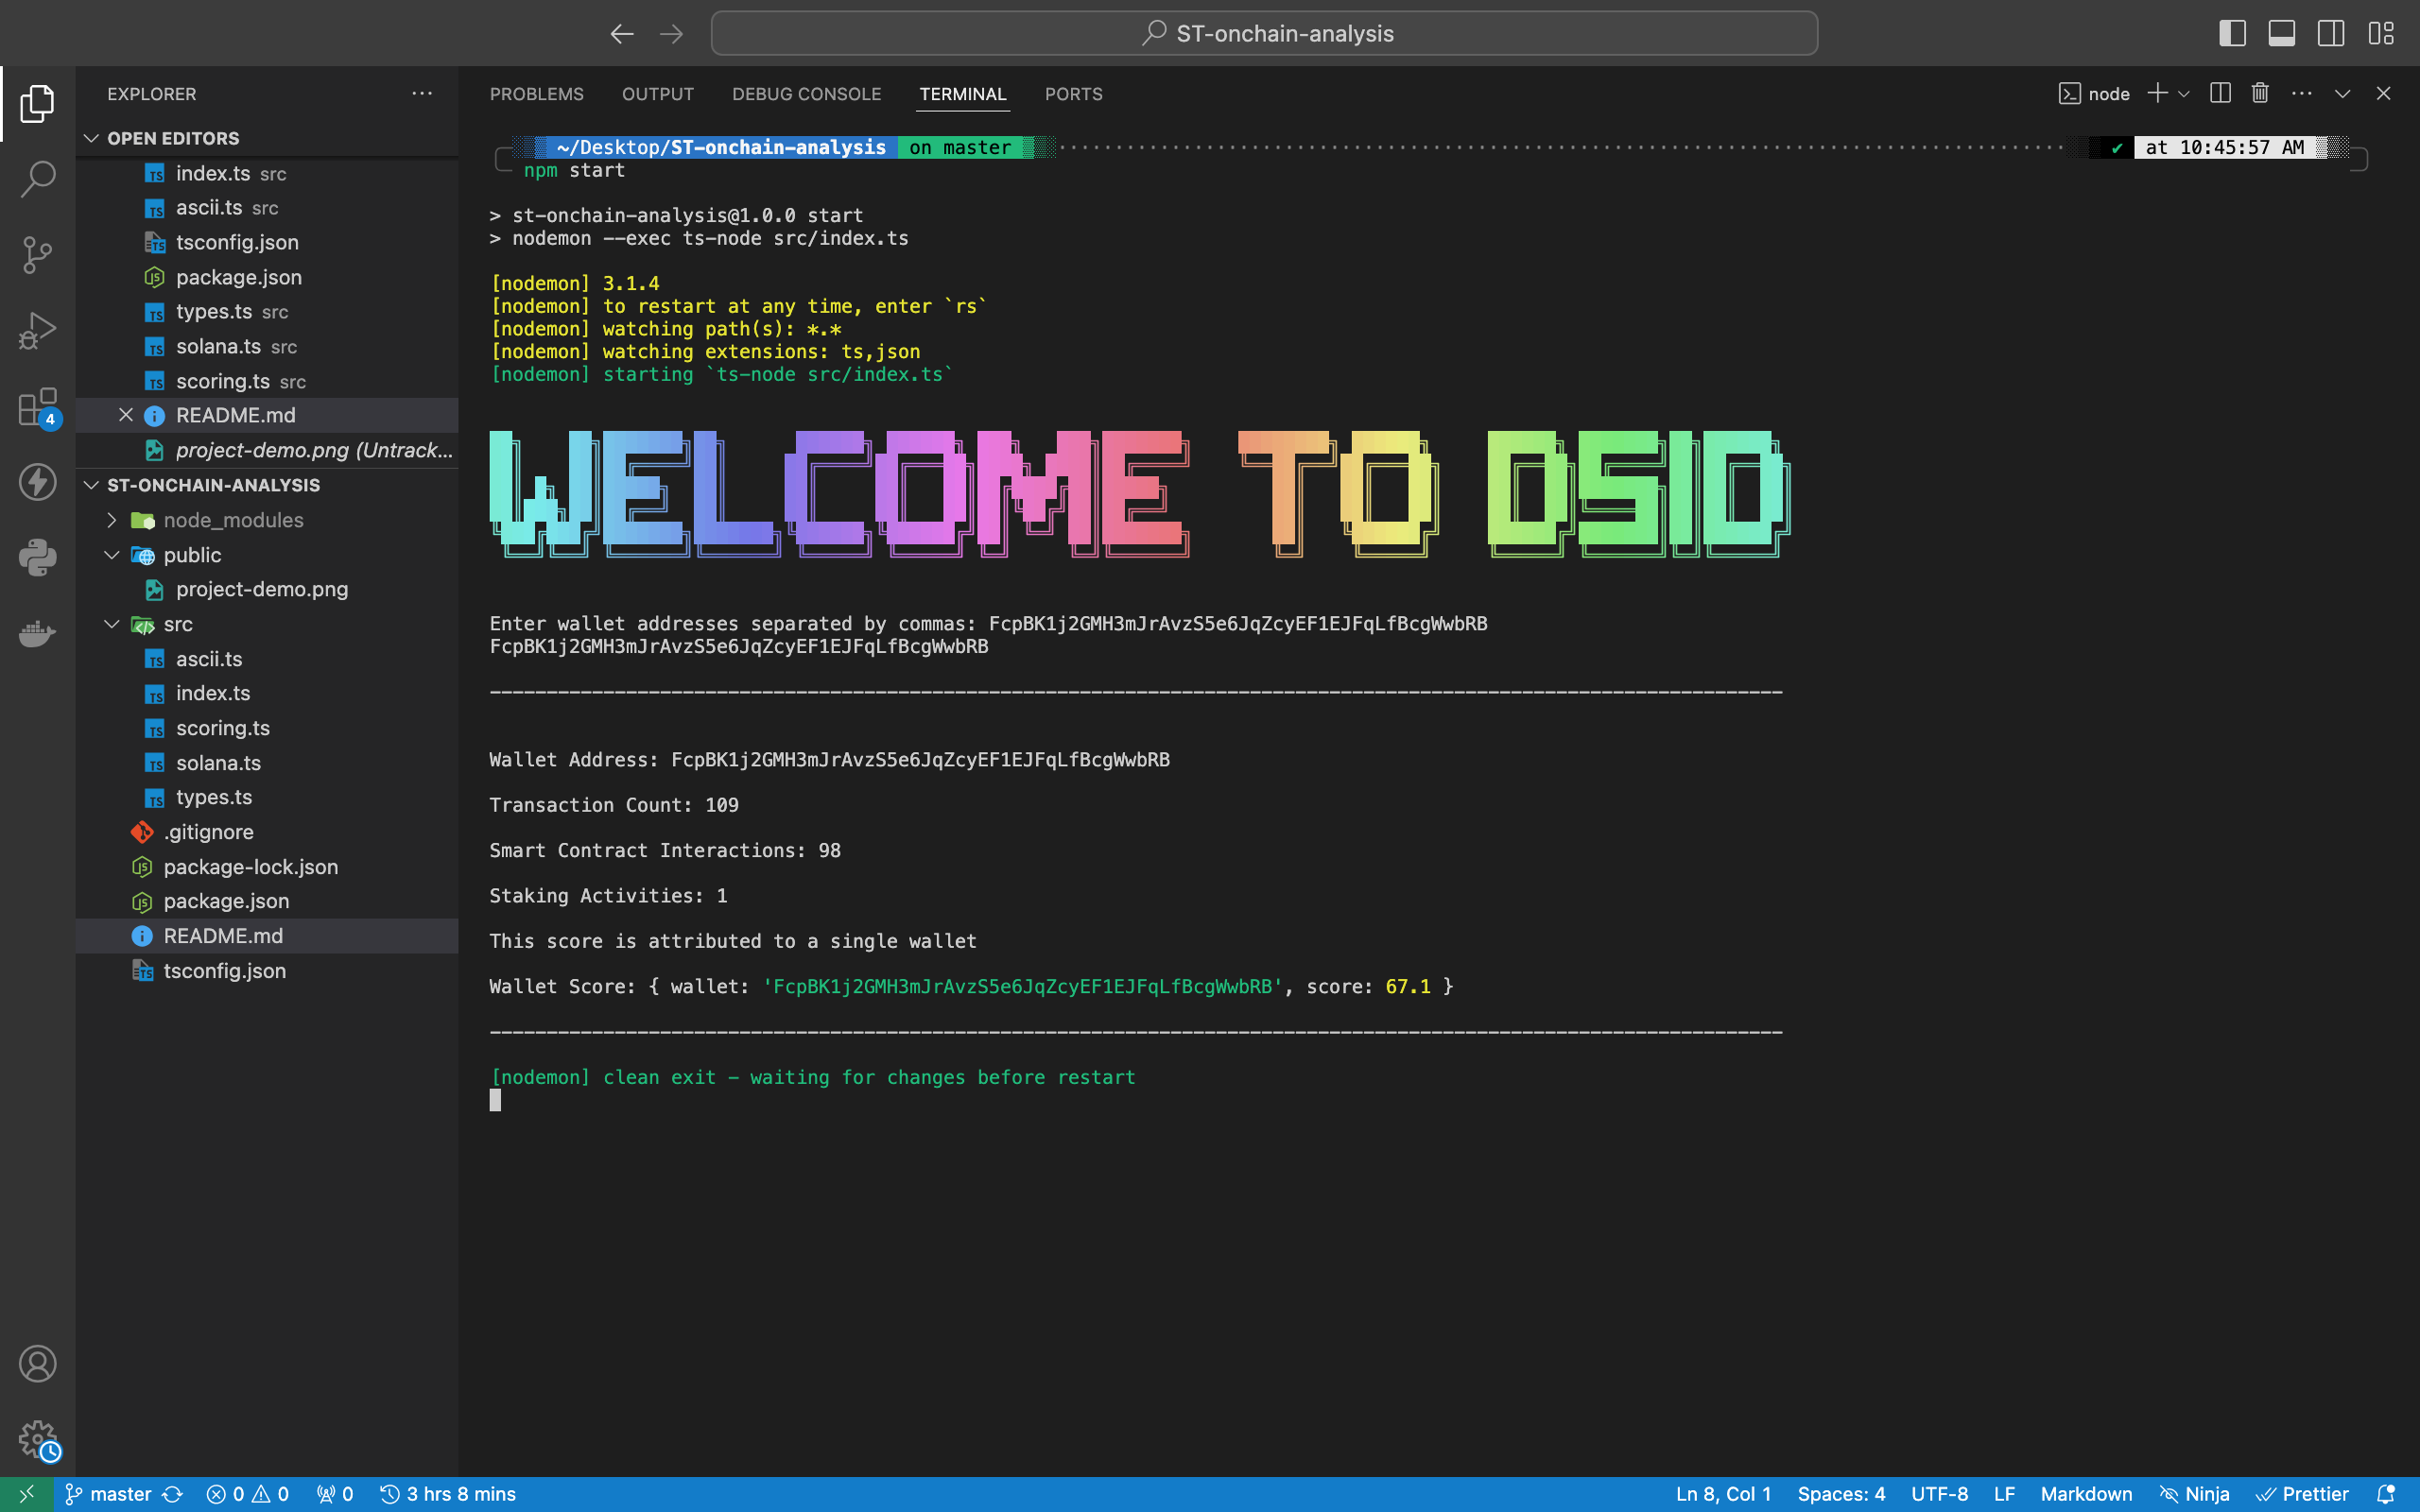 ST-onchain-analysis
EXPLORER
OPEN EDITORS
index.ts src
ascii.ts src
tsconfig.json
package.json
types.ts src
solana.ts src
scoring.ts src
README.md
project-demo.png (Untrack...
ST-ONCHAIN-ANALYSIS
node_modules
public
project-demo.png
src
ascii.ts
index.ts
scoring.ts
solana.ts
types.ts
.gitignore
package-lock.json
package.json
README.md
tsconfig.json
4
PROBLEMS OUTPUT DEBUG CONSOLE TERMINAL PORTS
node
~/Desktop/ST-onchain-analysis on master ✔ at 10:45:57 AM
npm start
> st-onchain-analysis@1.0.0 start
> nodemon --exec ts-node src/index.ts
[nodemon] 3.1.4
[nodemon] to restart at any time, enter `rs`
[nodemon] watching path(s): *.*
[nodemon] watching extensions: ts,json
[nodemon] starting `ts-node src/index.ts`
WELCOME TO DSID
Enter wallet addresses separated by commas: FcpBK1j2GMH3mJrAvzS5e6JqZcyEF1EJFqLfBcgWwbRB
FcpBK1j2GMH3mJrAvzS5e6JqZcyEF1EJFqLfBcgWwbRB
Wallet Address: FcpBK1j2GMH3mJrAvzS5e6JqZcyEF1EJFqLfBcgWwbRB
Transaction Count: 109
Smart Contract Interactions: 98
Staking Activities: 1
This score is attributed to a single wallet
Wallet Score: { wallet: 'FcpBK1j2GMH3mJrAvzS5e6JqZcyEF1EJFqLfBcgWwbRB', score: 67.1 }
[nodemon] clean exit - waiting for changes before restart
master 0 0 0 3 hrs 8 mins Ln 8, Col 1 Spaces: 4 UTF-8 LF Markdown Ninja Prettier